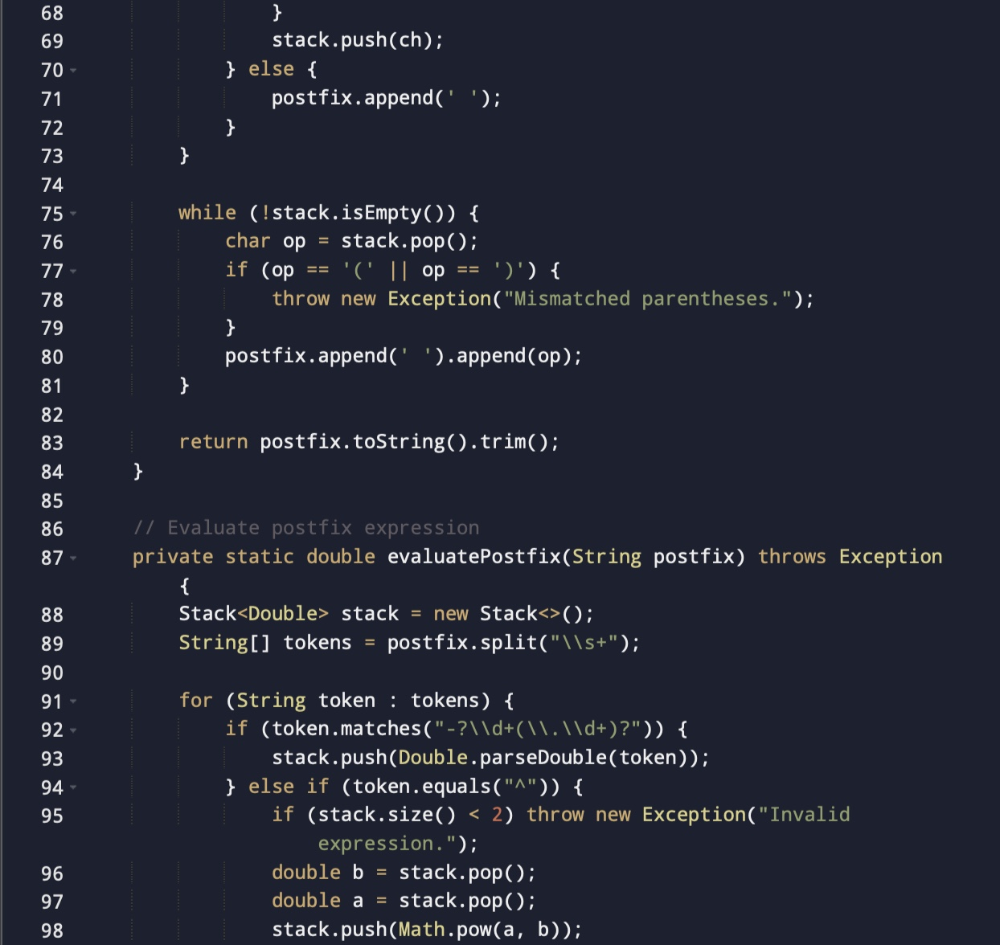 68 }
69 stack.push(ch);
70 } else {
71 postfix.append(' ');
72 }
73 }
74
75 while (!stack.isEmpty()) {
76 char op = stack.pop();
77 if (op == '(' || op == ')') {
78 throw new Exception("Mismatched parentheses.");
79 }
80 postfix.append(' ').append(op);
81 }
82
83 return postfix.toString().trim();
84 }
85
86 // Evaluate postfix expression
87 private static double evaluatePostfix(String postfix) throws Exception
{
88 Stack<Double> stack = new Stack<>();
89 String[] tokens = postfix.split("\\s+");
90
91 for (String token : tokens) {
92 if (token.matches("-?\\d+(\\.\\d+)?")) {
93 stack.push(Double.parseDouble(token));
94 } else if (token.equals("^")) {
95 if (stack.size() < 2) throw new Exception("Invalid
expression.");
96 double b = stack.pop();
97 double a = stack.pop();
98 stack.push(Math.pow(a, b));